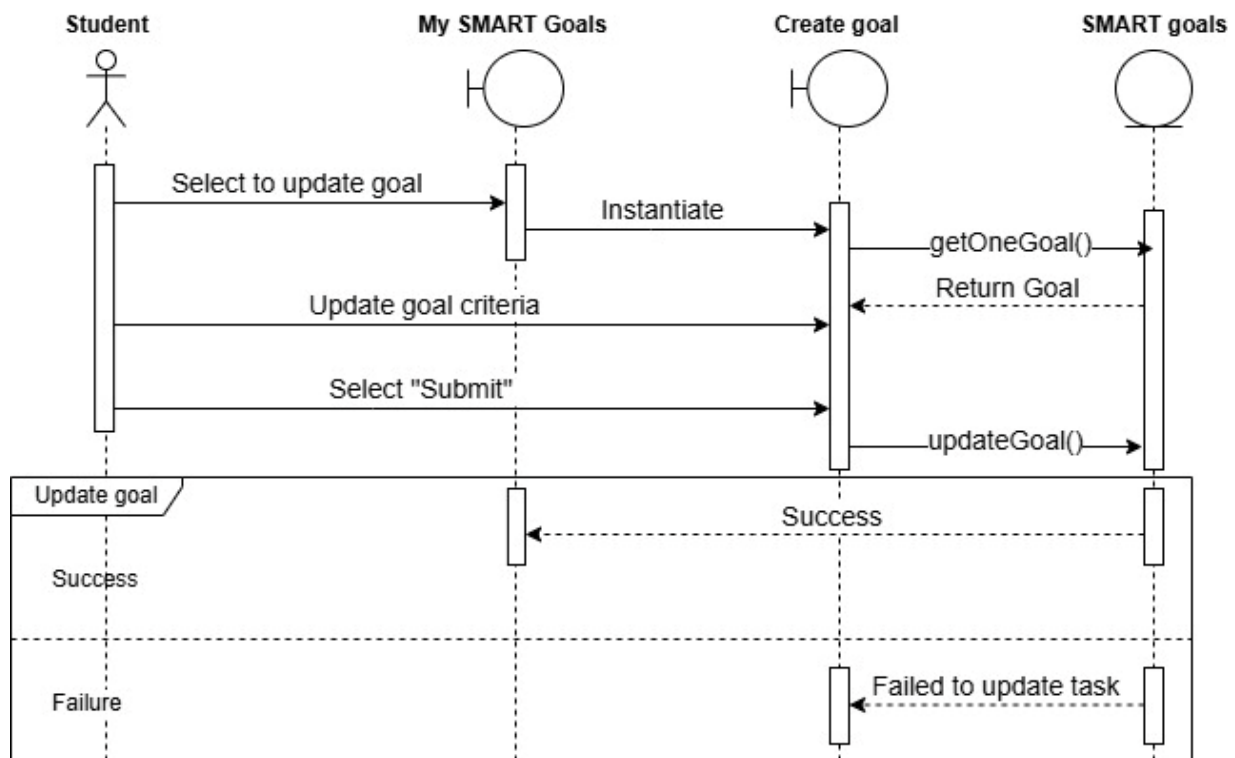 Student
My SMART Goals
Create goal
SMART goals
Select to update goal
Instantiate
getOneGoal()
Return Goal
Update goal criteria
Select "Submit"
updateGoal()
Update goal
Success
Success
Failed to update task
Failure